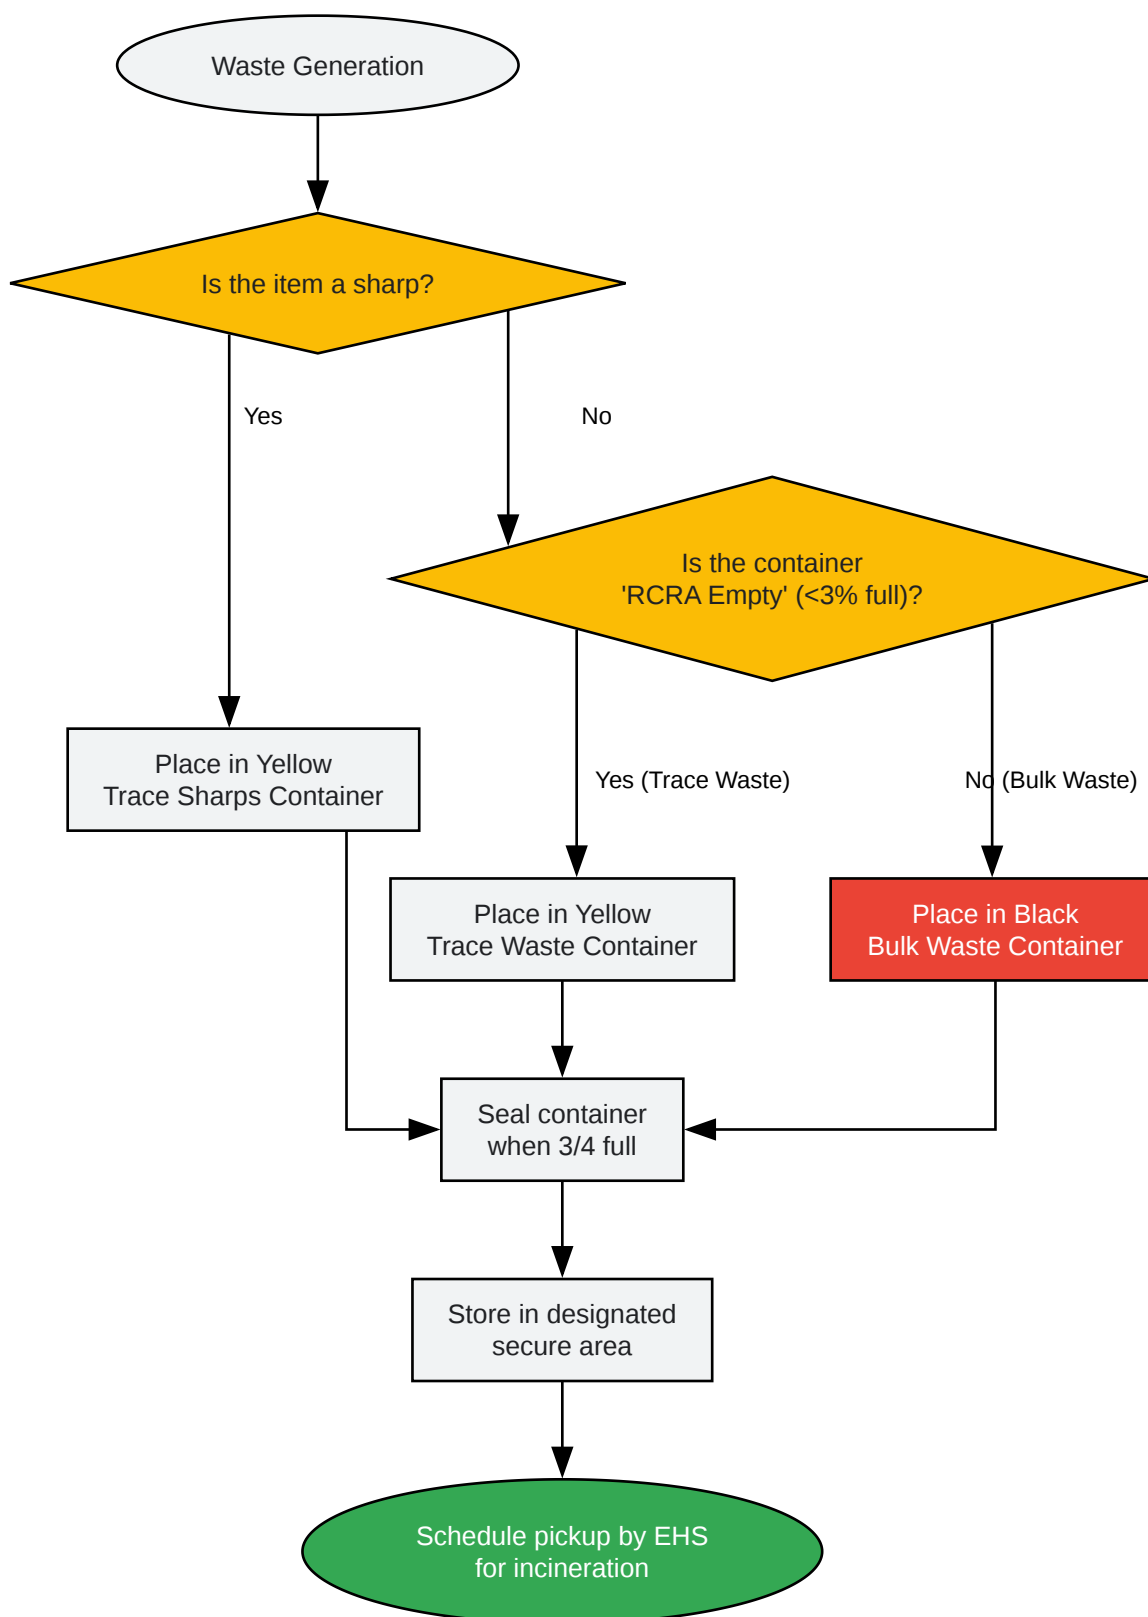 Waste Generation
Is the item a sharp?
Yes
No
Is the container
'RCRA Empty' (<3% full)?
Place in Yellow
Trace Sharps Container
Yes (Trace Waste)
No (Bulk Waste)
Place in Yellow
Trace Waste Container
Place in Black
Bulk Waste Container
Seal container
when 3/4 full
Store in designated
secure area
Schedule pickup by EHS
for incineration